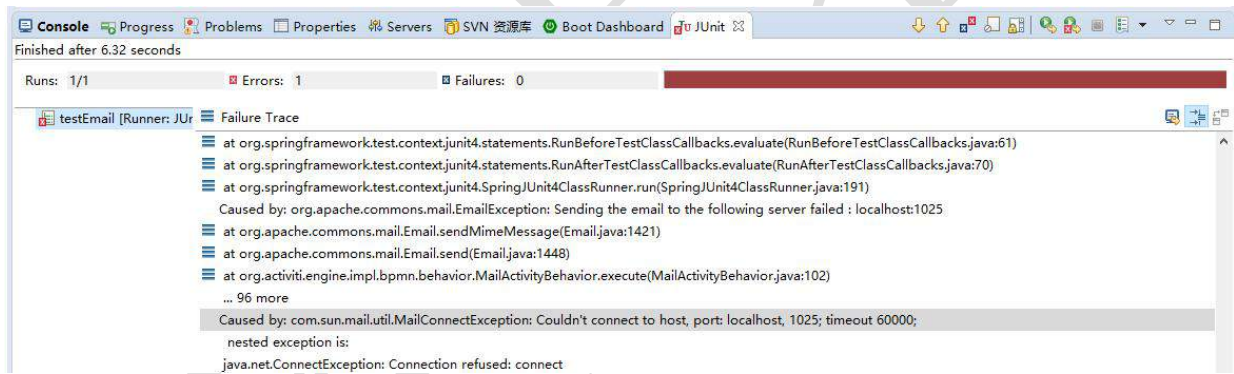 Console Progress Problems Properties Servers SVN 资源库 Boot Dashboard JUnit
Finished after 6.32 seconds
Runs: 1/1 Errors: 1 Failures: 0
testEmail [Runner: JUr Failure Trace
at org.springframework.test.context.junit4.statements.RunBeforeTestClassCallbacks.evaluate(RunBeforeTestClassCallbacks.java:61)
at org.springframework.test.context.junit4.statements.RunAfterTestClassCallbacks.evaluate(RunAfterTestClassCallbacks.java:70)
at org.springframework.test.context.junit4.SpringJUnit4ClassRunner.run(SpringJUnit4ClassRunner.java:191)
Caused by: org.apache.commons.mail.EmailException: Sending the email to the following server failed : localhost:1025
at org.apache.commons.mail.Email.sendMimeMessage(Email.java:1421)
at org.apache.commons.mail.Email.send(Email.java:1448)
at org.activiti.engine.impl.bpmn.behavior.MailActivityBehavior.execute(MailActivityBehavior.java:102)
... 96 more
Caused by: com.sun.mail.util.MailConnectException: Couldn't connect to host, port: localhost, 1025; timeout 60000;
nested exception is:
java.net.ConnectException: Connection refused: connect